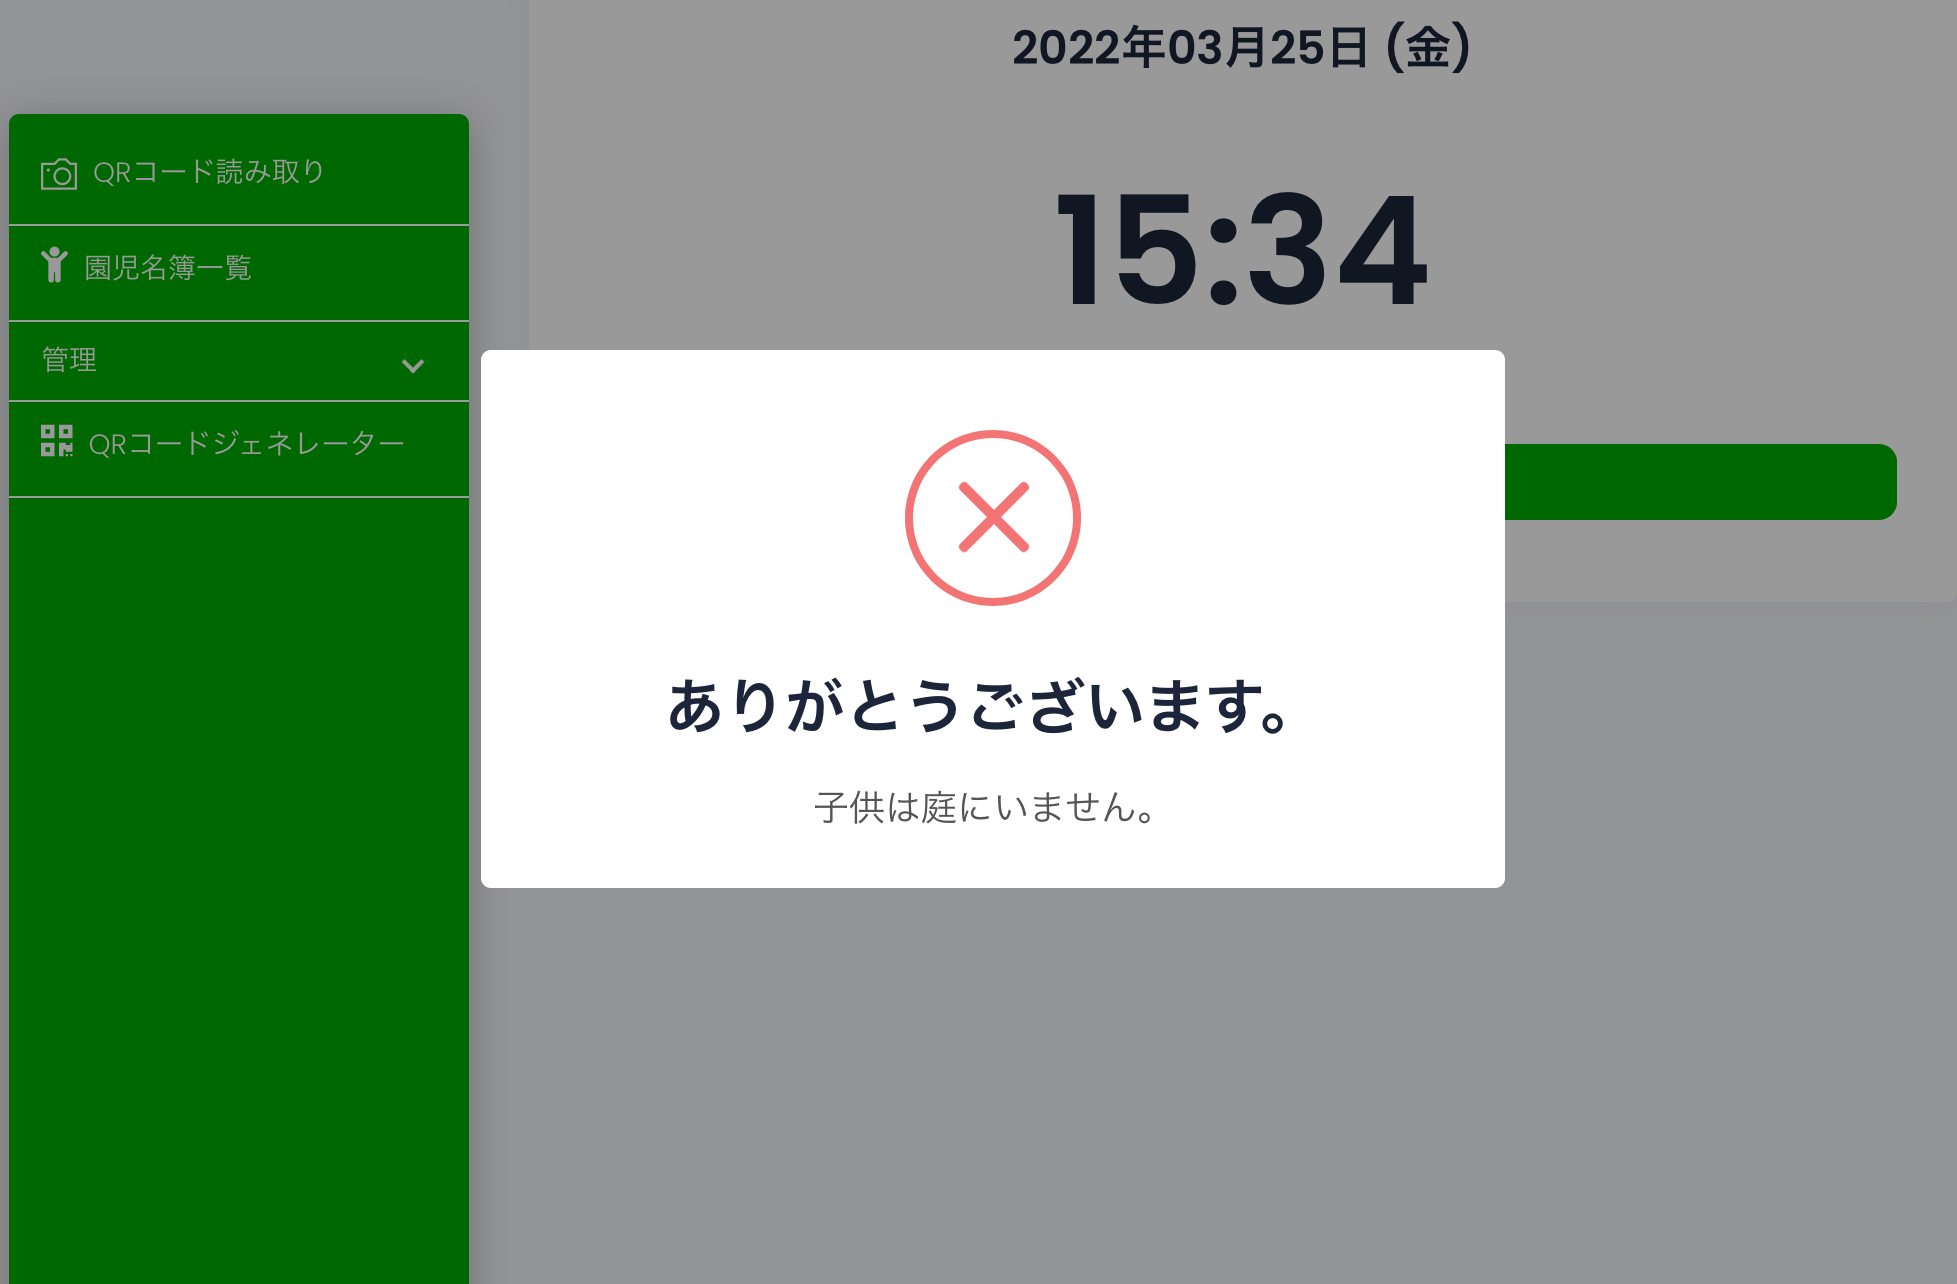 2022年03月25日 (金)
15:34
QRコード読み取り
園児名簿一覧
管理
QRコードジェネレーター
ありがとうございます。
子供は庭にいません。